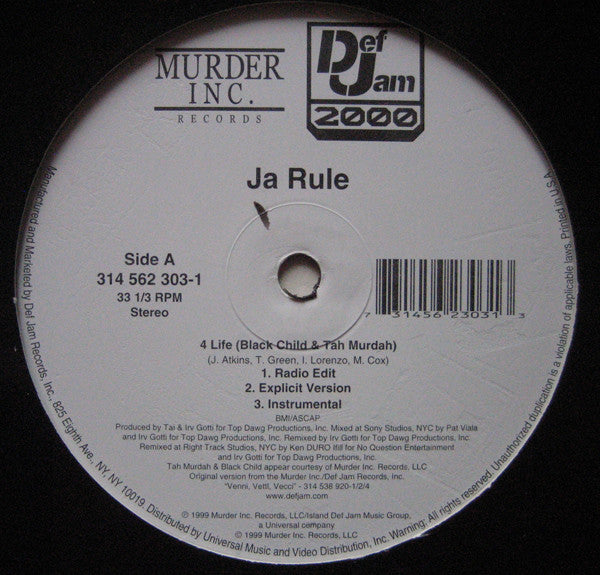 MURDER
INC.
RECORDS
Def
Jam
2000
Ja Rule
Side A
314 562 303-1
33 1/3 RPM
Stereo
7 31456 23031 3
4 Life (Black Child & Tah Murdah)
(J. Atkins, T. Green, I. Lorenzo, M. Cox)
1. Radio Edit
2. Explicit Version
3. Instrumental
BMI/ASCAP
Produced by Tai & Irv Gotti for Top Dawg Productions, Inc. Mixed at Sony Studios, NYC by Pat Viala
and Irv Gotti for Top Dawg Productions, Inc. Remixed by Irv Gotti for Top Dawg Productions, Inc.
Remixed at Right Track Studios, NYC by Ken DURO Ifill for No Question Entertainment
and Irv Gotti for Top Dawg Productions, Inc.
Tah Murdah & Black Child appear courtesy of Murder Inc. Records, LLC
Original version from the Murder Inc./Def Jam Records, Inc.
"Venni, Vetti, Vecci" - 314 538 920-1/2/4
www.defjam.com
℗ 1999 Murder Inc. Records, LLC/Island Def Jam Music Group,
a Universal company
© 1999 Murder Inc. Records, LLC
Manufactured and Marketed by Def Jam Records, Inc., 825 Eighth Ave., NY, NY 10019. Distributed by Universal Music and Video Distribution, Inc. Warning. All rights reserved. Unauthorized duplication is a violation of applicable laws. Printed in U.S.A.